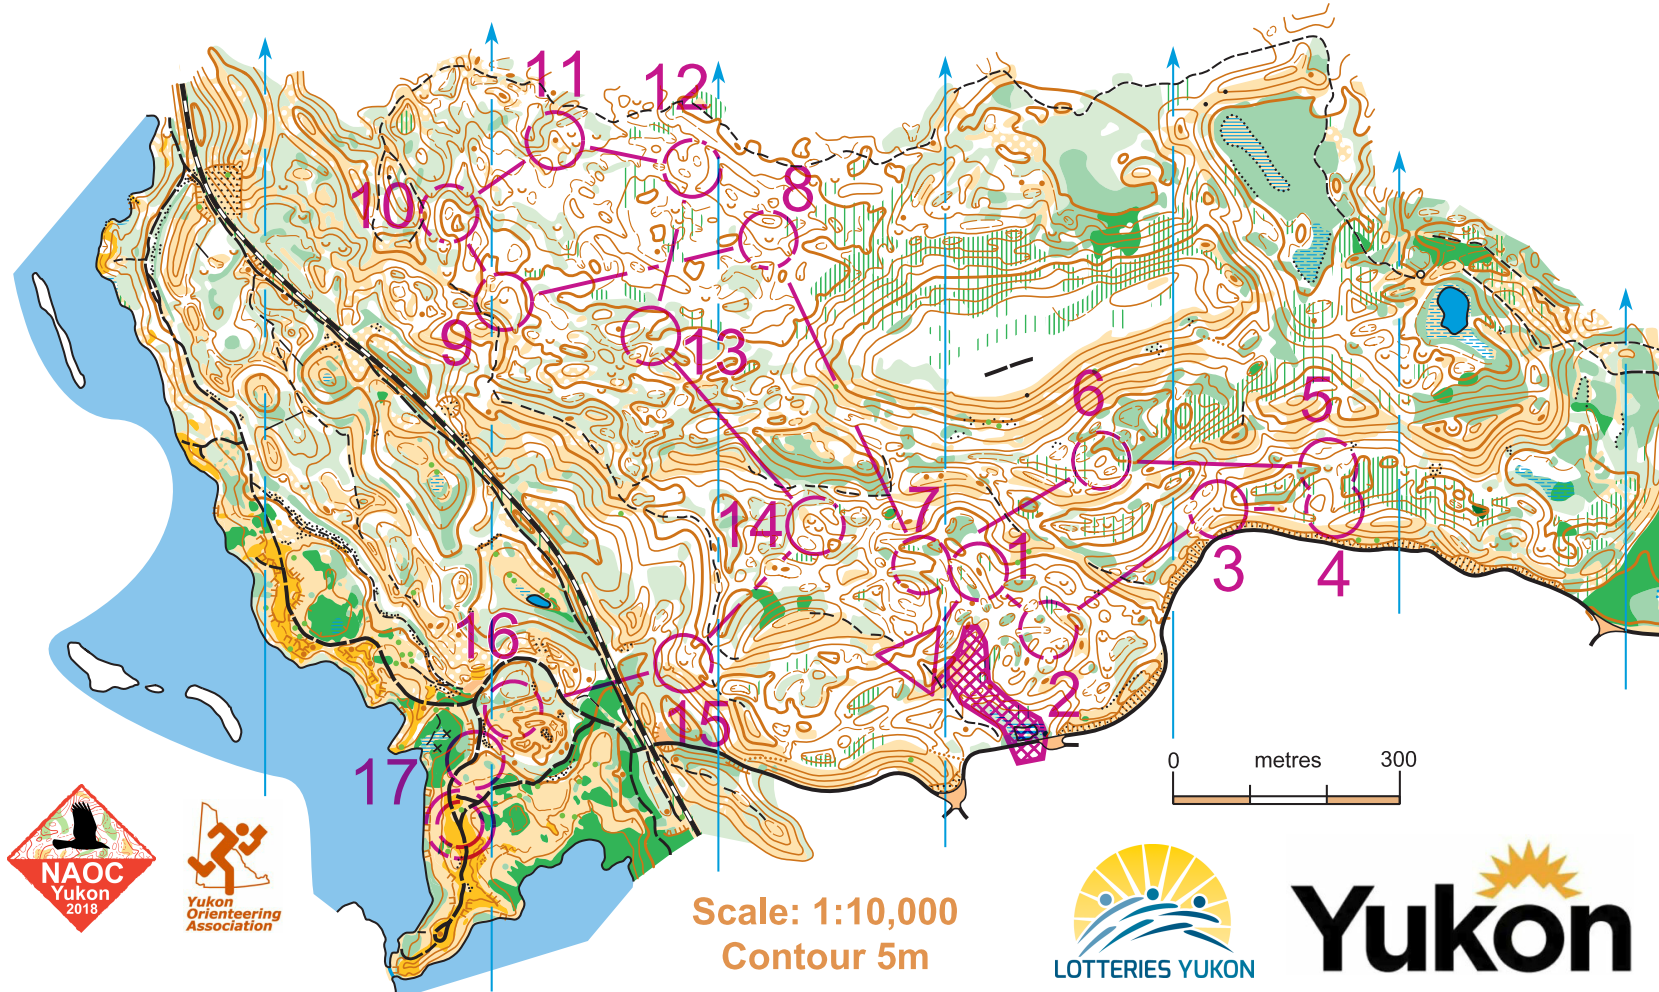 11
12
8
10
9
13
6
5
7
14
1
3
4
16
2
15
17
0 metres 300
NAOC
Yukon
2018
Yukon
Orienteering
Association
Scale: 1:10,000
Contour 5m
LOTTERIES YUKON
Yukon